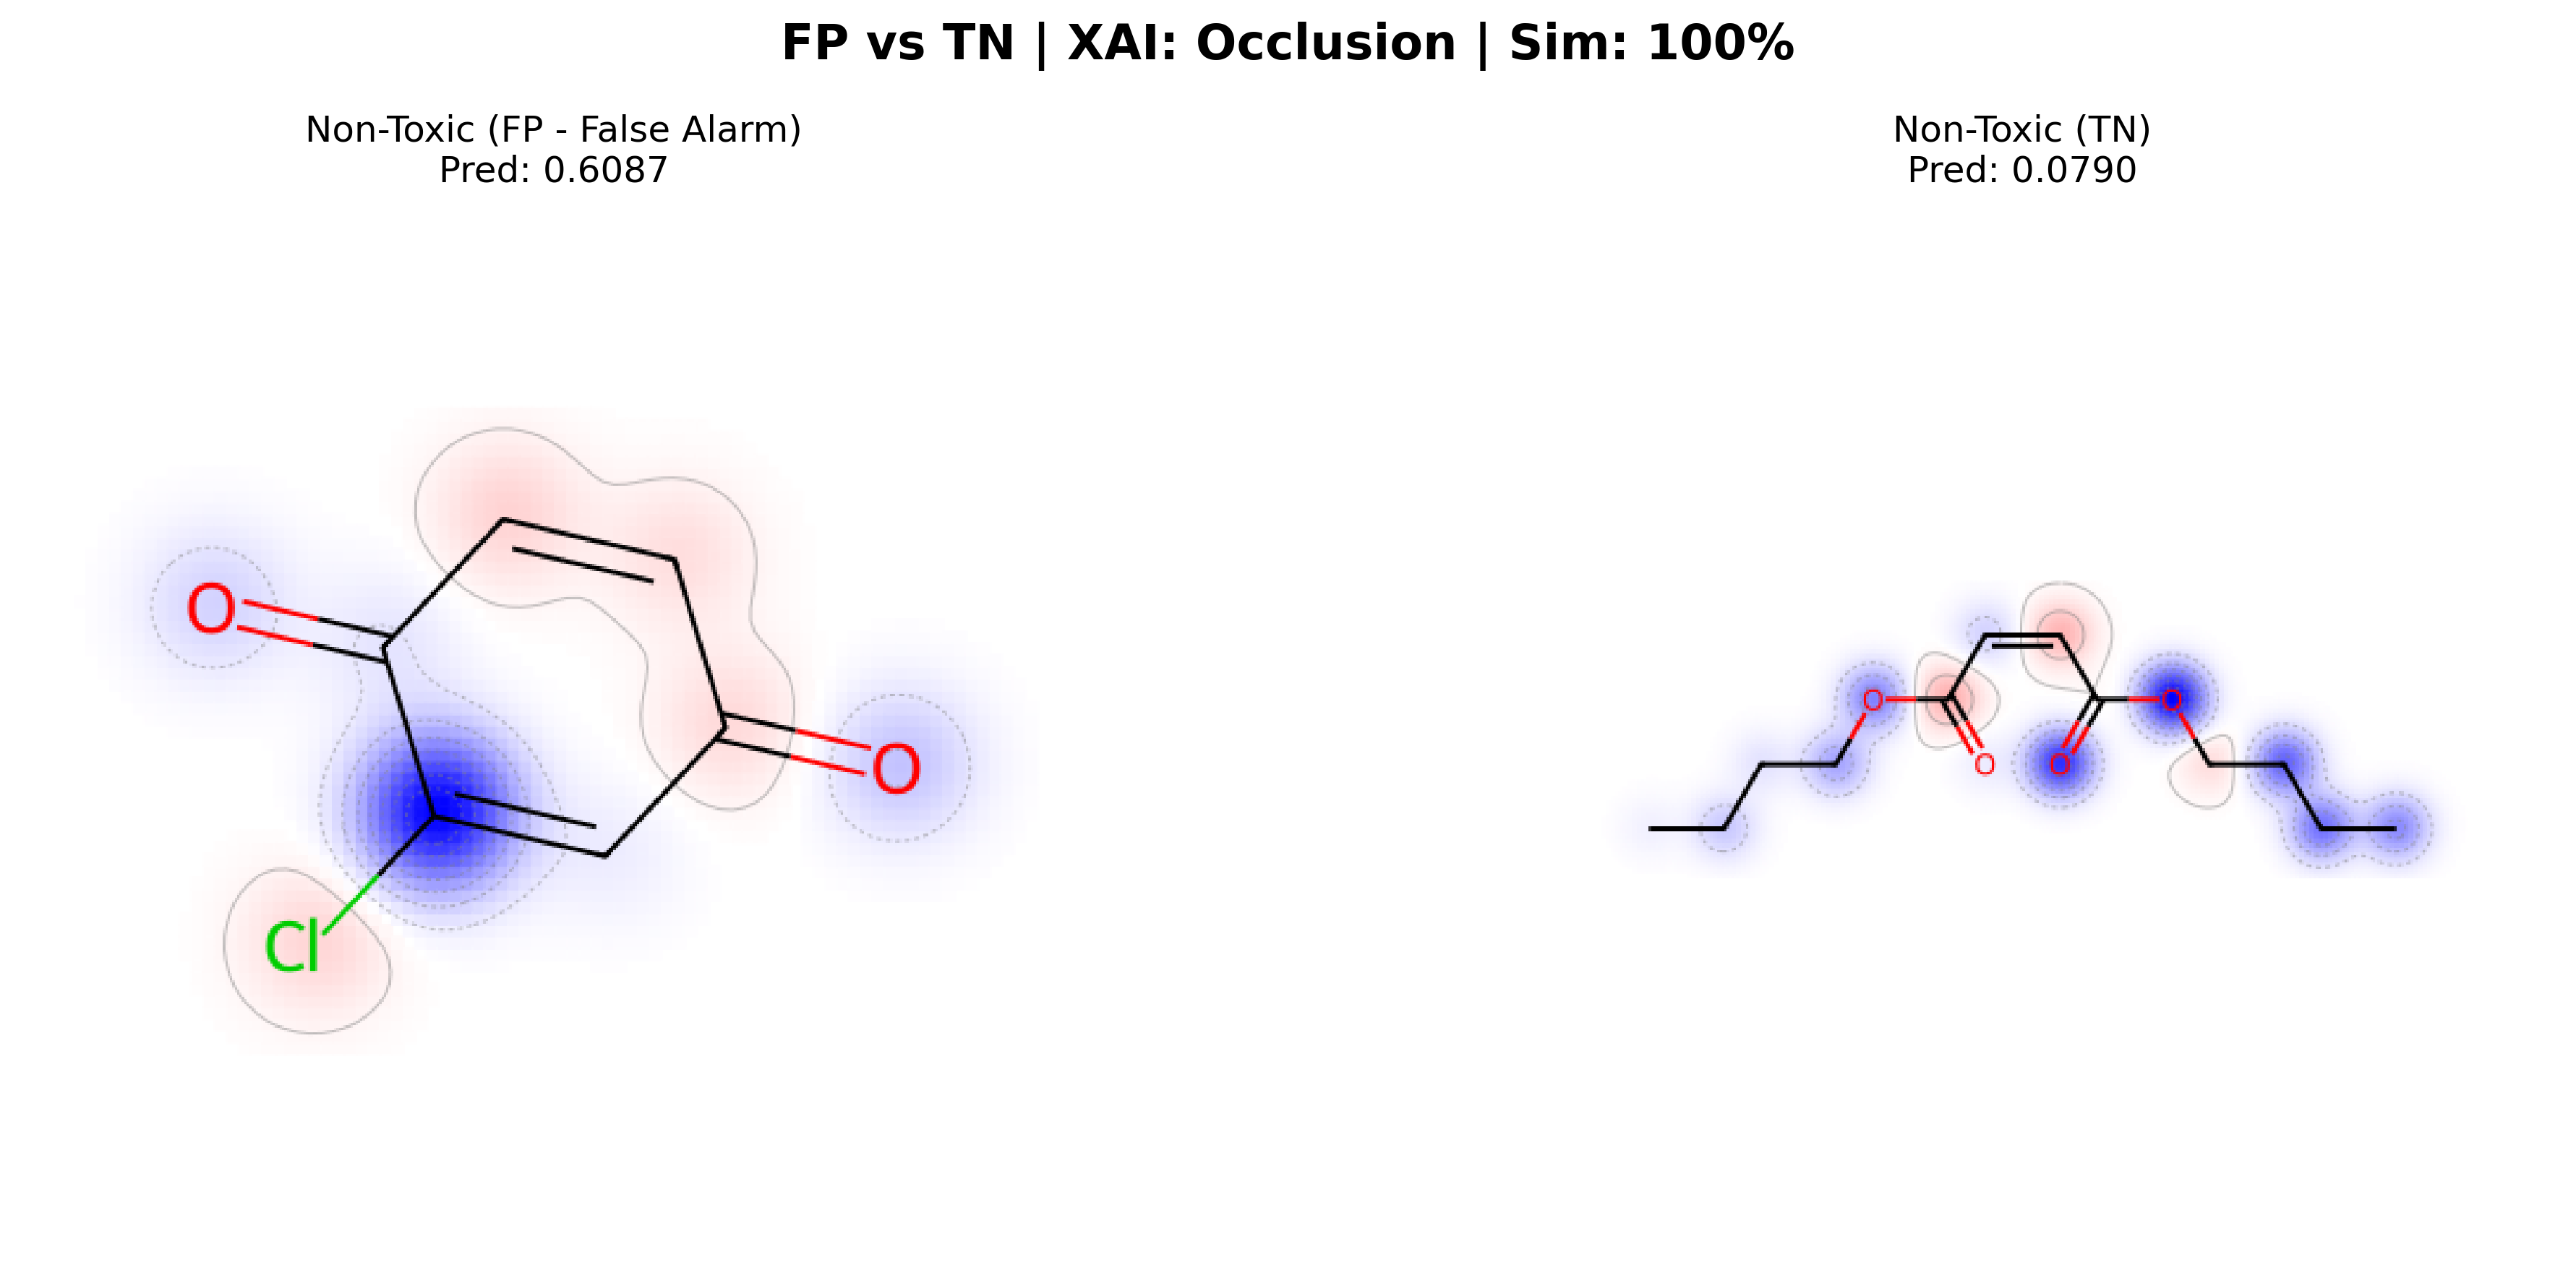 FP vs TN | XAI: Occlusion | Sim: 100%
Non-Toxic (FP - False Alarm)
Pred: 0.6087
Non-Toxic (TN)
Pred: 0.0790
O
O
Cl
O
O
O
O